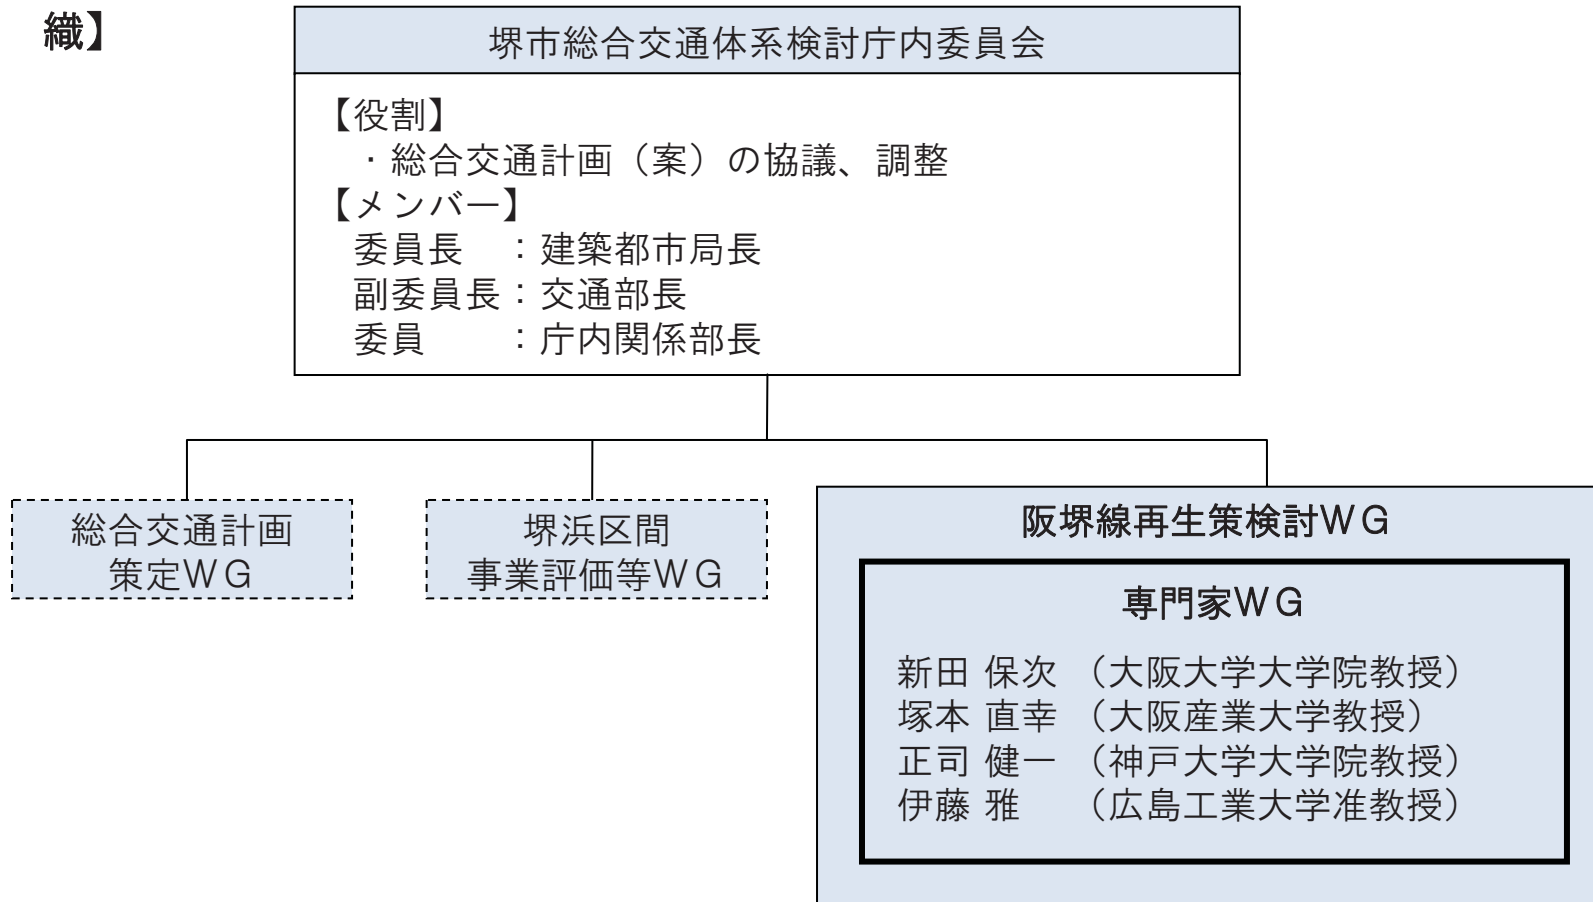 織】
堺市総合交通体系検討庁内委員会
【役割】
・総合交通計画（案）の協議、調整
【メンバー】
委員長　：建築都市局長
副委員長：交通部長
委員　　：庁内関係部長
総合交通計画
策定ＷＧ
堺浜区間
事業評価等ＷＧ
阪堺線再生策検討ＷＧ
専門家ＷＧ
新田 保次 （大阪大学大学院教授）
塚本 直幸 （大阪産業大学教授）
正司 健一 （神戸大学大学院教授）
伊藤 雅　 （広島工業大学准教授）